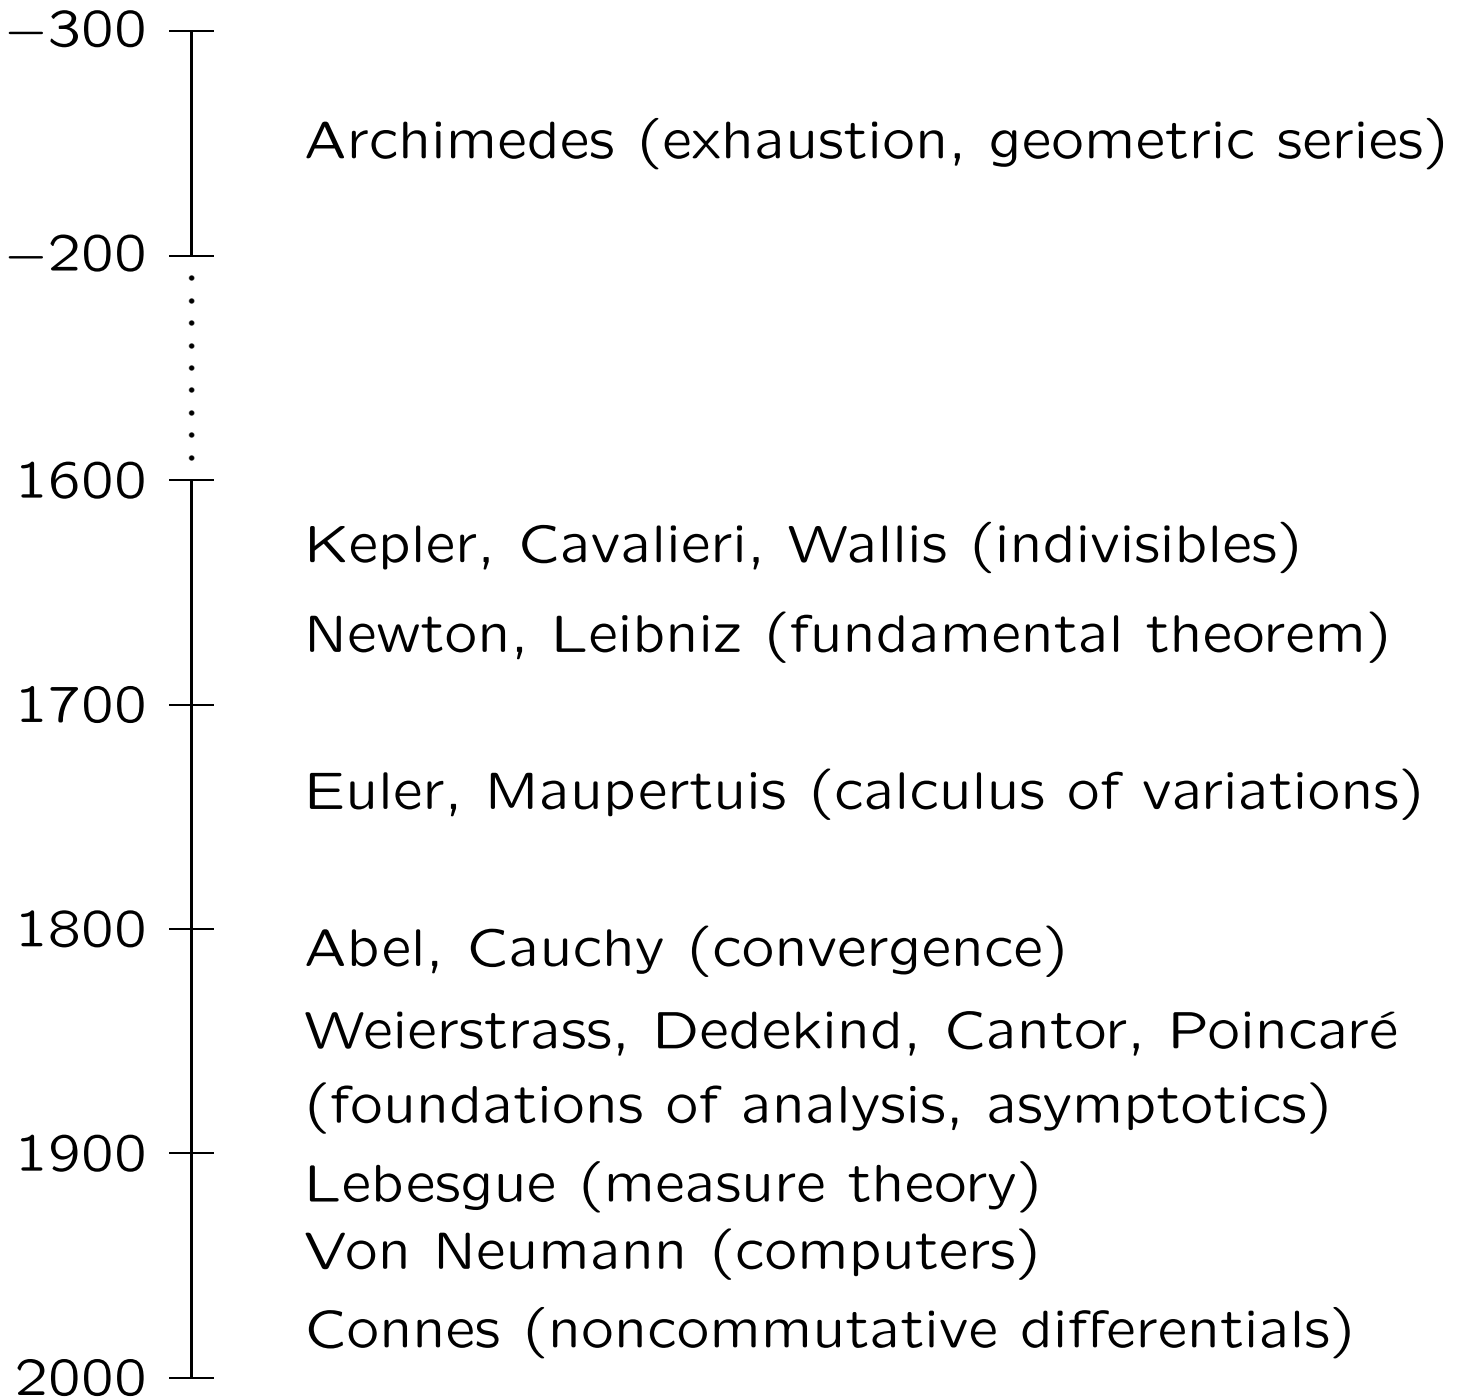 −300
Archimedes (exhaustion, geometric series)
−200
1600
Kepler, Cavalieri, Wallis (indivisibles)
Newton, Leibniz (fundamental theorem)
1700
Euler, Maupertuis (calculus of variations)
1800
Abel, Cauchy (convergence)
Weierstrass, Dedekind, Cantor, Poincaré
(foundations of analysis, asymptotics)
1900
Lebesgue (measure theory)
Von Neumann (computers)
Connes (noncommutative differentials)
2000